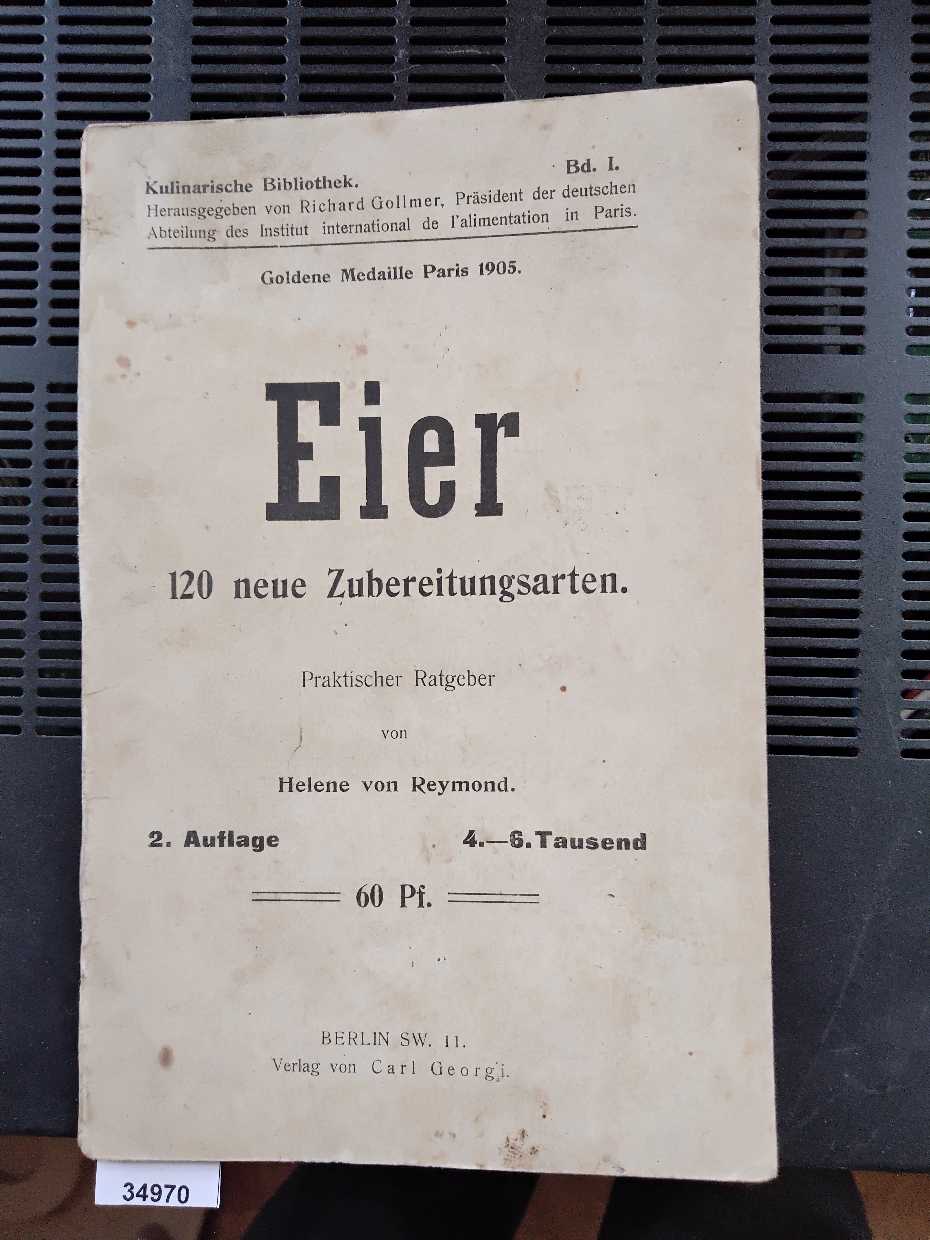 Kulinarische Bibliothek. Bd. I.
Herausgegeben von Richard Gollmer, Präsident der deutschen
Abteilung des Institut international de l'alimentation in Paris.
Goldene Medaille Paris 1905.
Eier
120 neue Zubereitungsarten.
Praktischer Ratgeber
von
Helene von Reymond.
2. Auflage 4.—6. Tausend
60 Pf.
BERLIN SW. 11.
Verlag von Carl Georgi.
34970